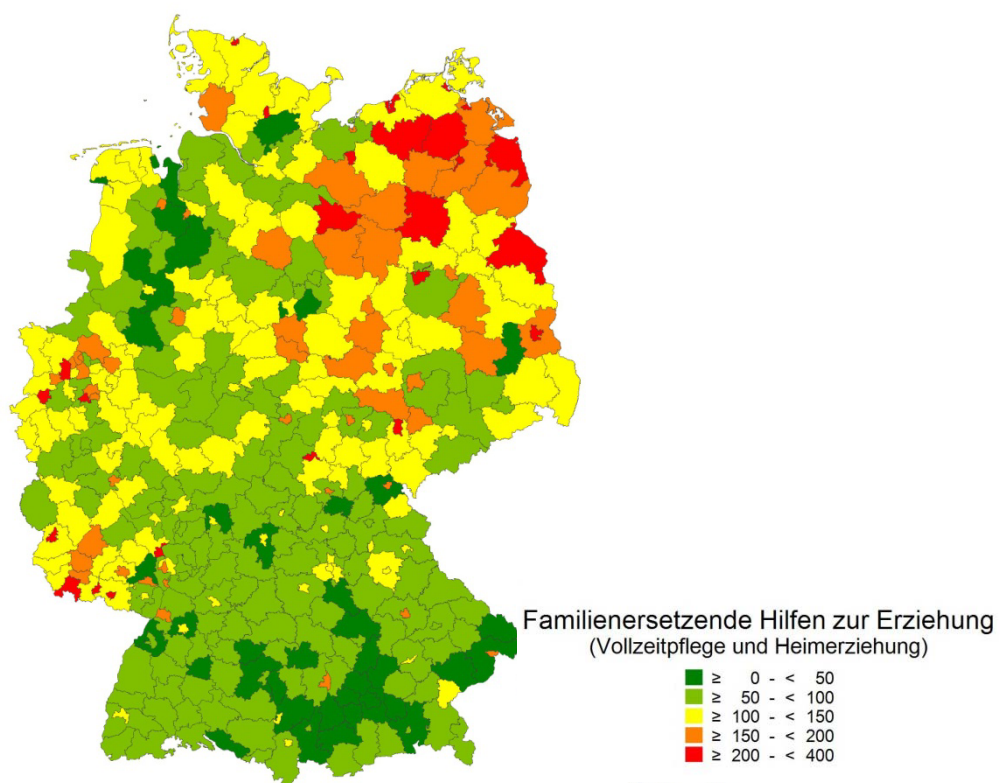 Familienersetzende Hilfen zur Erziehung
(Vollzeitpflege und Heimerziehung)
≥ 0 - < 50
≥ 50 - < 100
≥ 100 - < 150
≥ 150 - < 200
≥ 200 - < 400